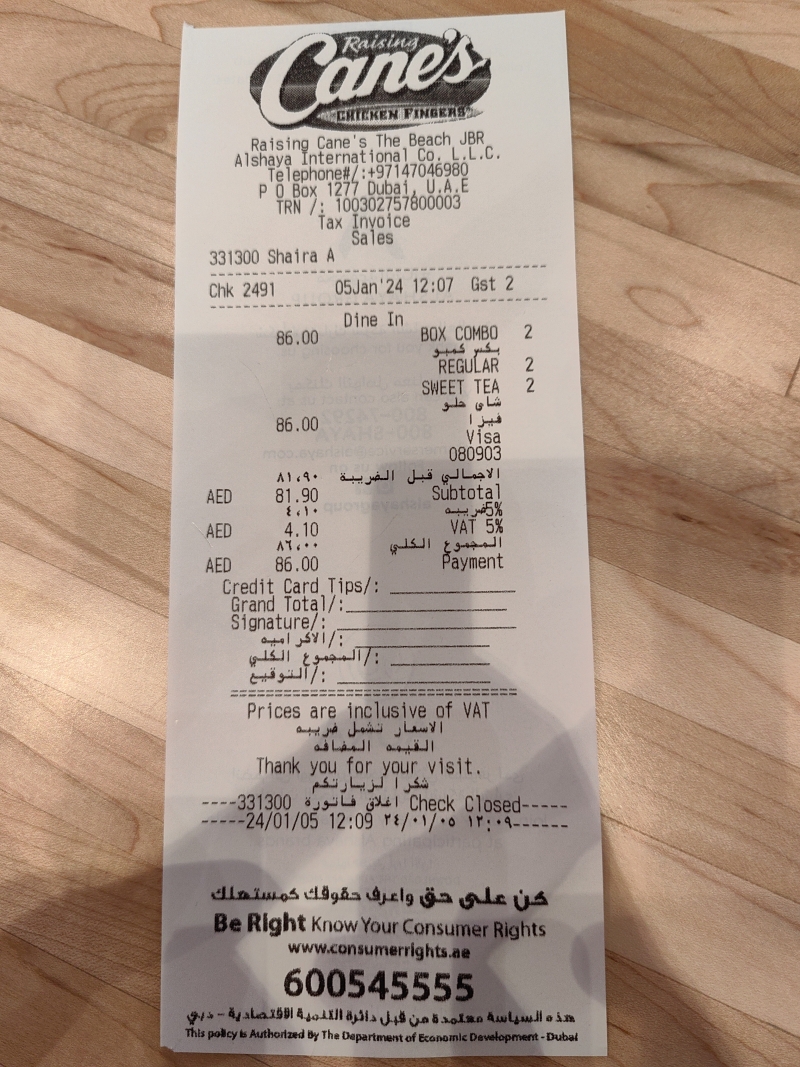 Raising
Cane's
CHICKEN FINGERS
Raising Cane's The Beach JBR
Alshaya International Co. L.L.C.
Telephone#/:+97147046980
P O Box 1277 Dubai, U.A.E
TRN /: 100302757800003
Tax Invoice
Sales
331300 Shaira A
Chk 2491 05Jan'24 12:07 Gst 2
Dine In
86.00 BOX COMBO 2
بكس كمبو
REGULAR 2
SWEET TEA 2
شاي حلو
فيزا
86.00 Visa
080903
الاجمالي قبل الضريبة ٨١،٩٠
AED 81.90 Subtotal
ضريبه 5% ٤،١٠
AED 4.10 VAT 5%
المجموع الكلي ٨٦،٠٠
AED 86.00 Payment
Credit Card Tips/: ____________
Grand Total/: ____________
Signature/: ____________
الاكراميه/: ____________
المجموع الكلي/: ____________
التوقيع/: ____________
Prices are inclusive of VAT
الاسعار تشمل ضريبه
القيمه المضافه
Thank you for your visit.
شكرا لزيارتكم
----331300 اغلاق فاتورة Check Closed-----
-----24/01/05 12:09 ٢٤/٠١/٠٥ ١٢:٠٩------
كن على حق واعرف حقوقك كمستهلك
Be Right Know Your Consumer Rights
www.consumerrights.ae
600545555
هذه السياسة معتمدة من قبل دائرة التنمية الاقتصادية - دبي
This policy is Authorized By The Department of Economic Development - Dubai